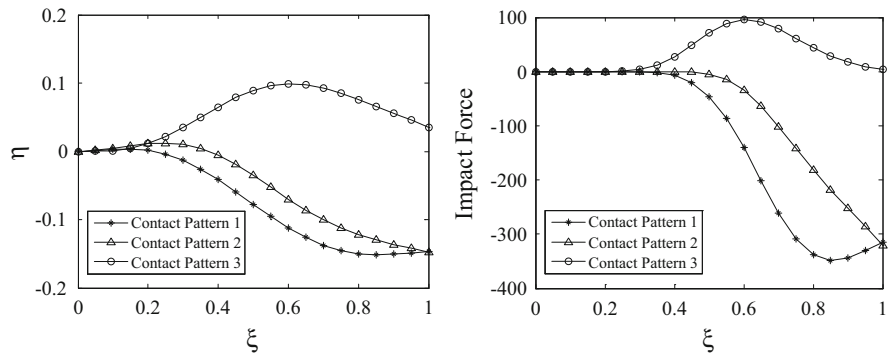 0.2
0.1
0
-0.1
-0.2
η
Contact Pattern 1
Contact Pattern 2
Contact Pattern 3
0 0.2 0.4 0.6 0.8 1
ξ
100
0
-100
-200
-300
-400
Impact Force
Contact Pattern 1
Contact Pattern 2
Contact Pattern 3
0 0.2 0.4 0.6 0.8 1
ξ